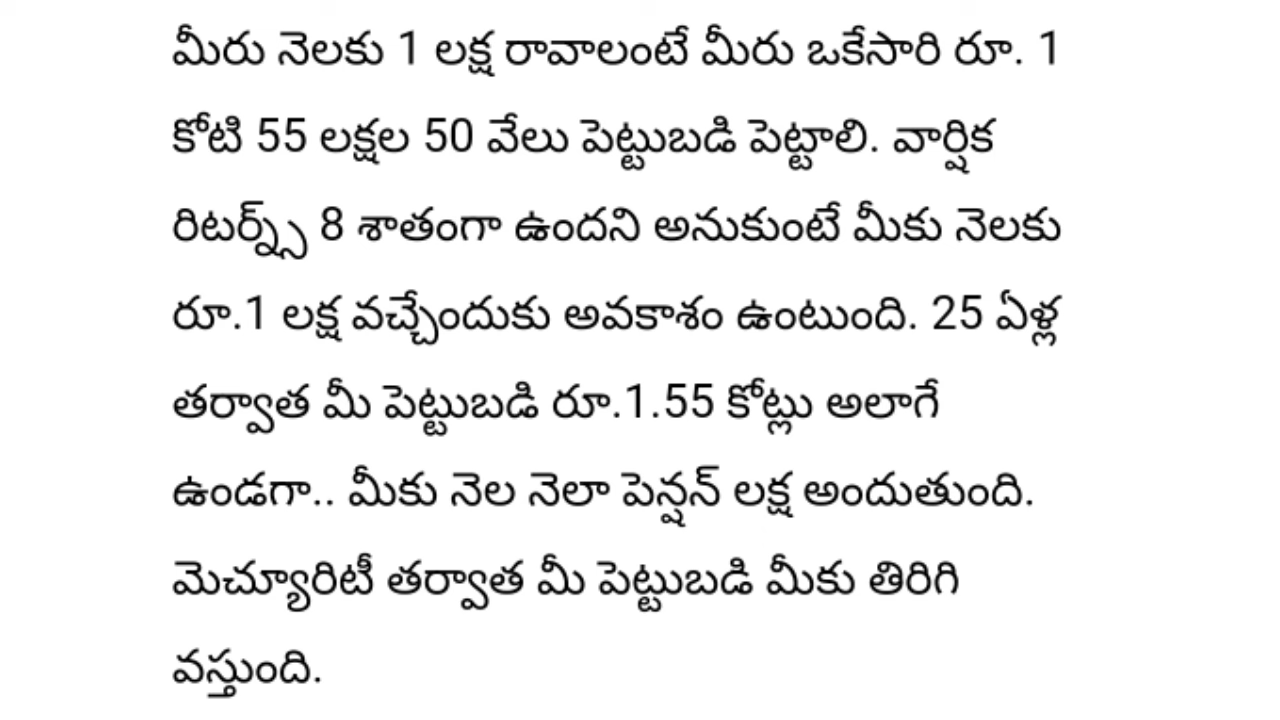 మీరు నెలకు 1 లక్ష రావాలంటే మీరు ఒకేసారి రూ. 1
కోటి 55 లక్షల 50 వేలు పెట్టుబడి పెట్టాలి. వార్షిక
రిటర్న్స్ 8 శాతంగా ఉందని అనుకుంటే మీకు నెలకు
రూ.1 లక్ష వచ్చేందుకు అవకాశం ఉంటుంది. 25 ఏళ్ల
తర్వాత మీ పెట్టుబడి రూ.1.55 కోట్లు అలాగే
ఉండగా.. మీకు నెల నెలా పెన్షన్ లక్ష అందుతుంది.
మెచ్యూరిటీ తర్వాత మీ పెట్టుబడి మీకు తిరిగి
వస్తుంది.